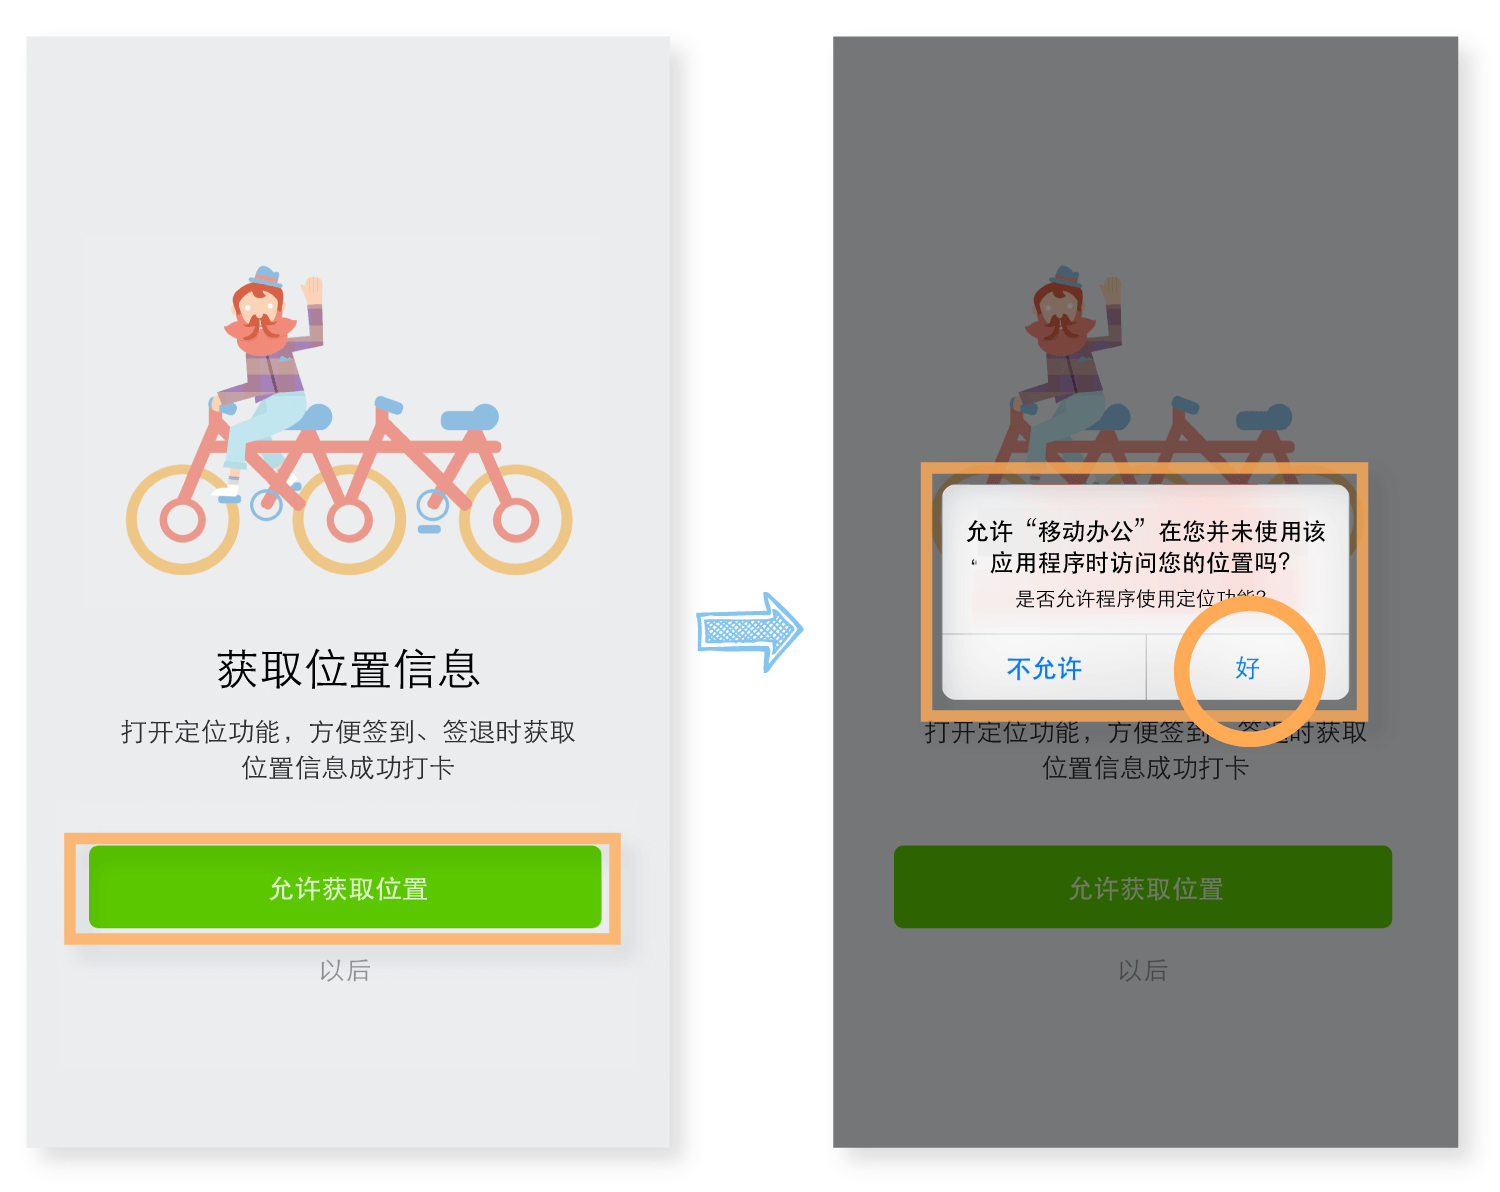 获取位置信息
打开定位功能，方便签到、签退时获取
位置信息成功打卡
允许获取位置
以后
允许“移动办公”在您并未使用该
应用程序时访问您的位置吗？
是否允许程序使用定位功能？
不允许
好
打开定位功能，方便签到、签退时获取
位置信息成功打卡
允许获取位置
以后